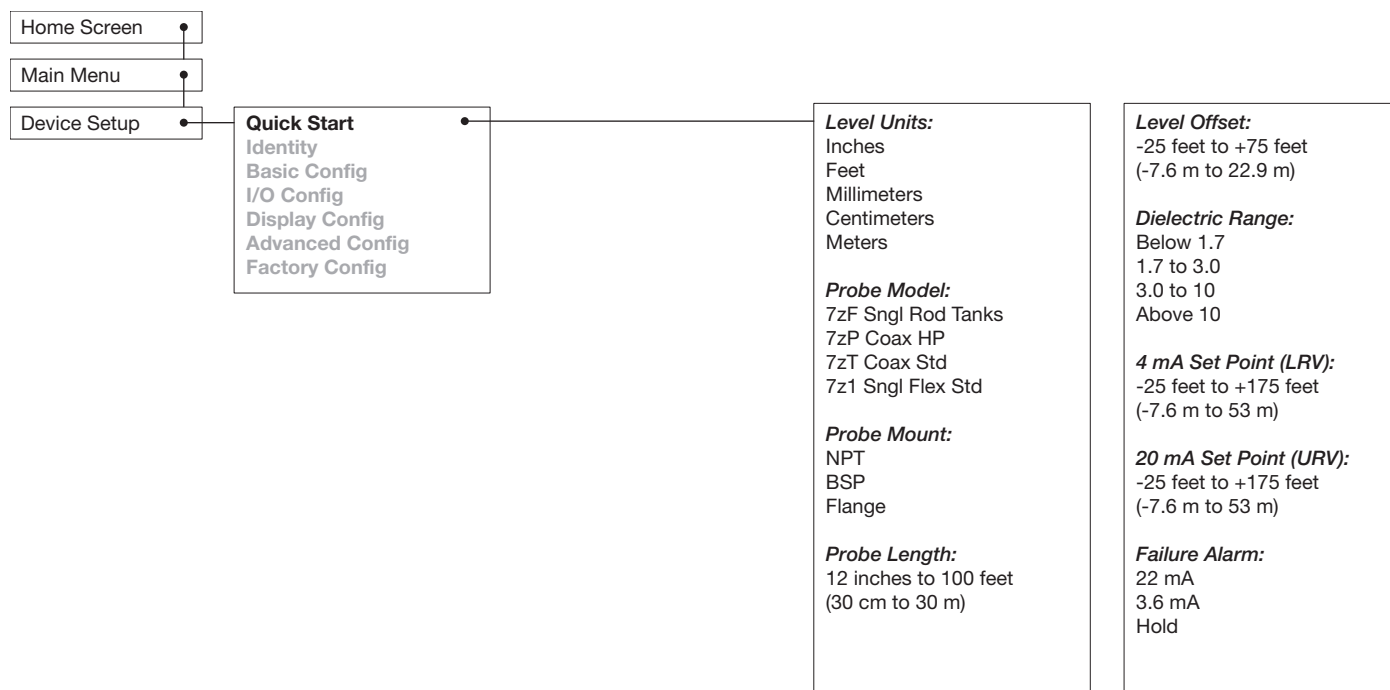 Home Screen
Main Menu
Device Setup
Quick Start
Identity
Basic Config
I/O Config
Display Config
Advanced Config
Factory Config
Level Units:
Inches
Feet
Millimeters
Centimeters
Meters
Probe Model:
7zF Sngl Rod Tanks
7zP Coax HP
7zT Coax Std
7z1 Sngl Flex Std
Probe Mount:
NPT
BSP
Flange
Probe Length:
12 inches to 100 feet
(30 cm to 30 m)
Level Offset:
-25 feet to +75 feet
(-7.6 m to 22.9 m)
Dielectric Range:
Below 1.7
1.7 to 3.0
3.0 to 10
Above 10
4 mA Set Point (LRV):
-25 feet to +175 feet
(-7.6 m to 53 m)
20 mA Set Point (URV):
-25 feet to +175 feet
(-7.6 m to 53 m)
Failure Alarm:
22 mA
3.6 mA
Hold